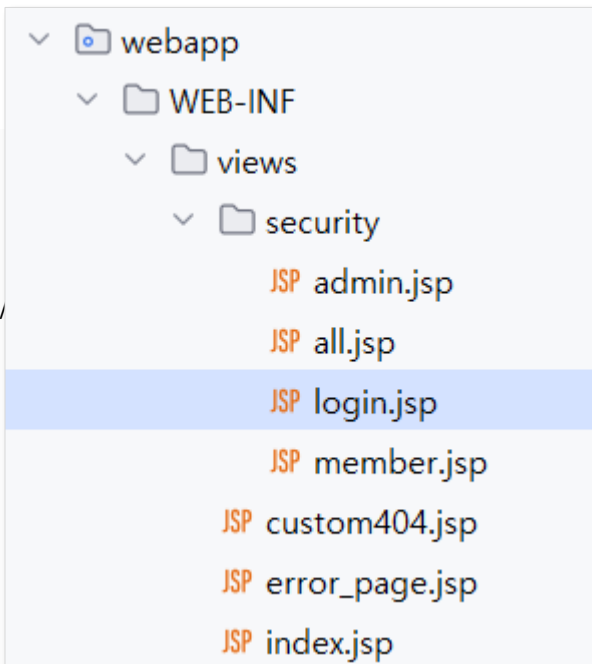 webapp
WEB-INF
views
security
JSP admin.jsp
/
JSP all.jsp
JSP login.jsp
JSP member.jsp
JSP custom404.jsp
JSP error_page.jsp
JSP index.jsp